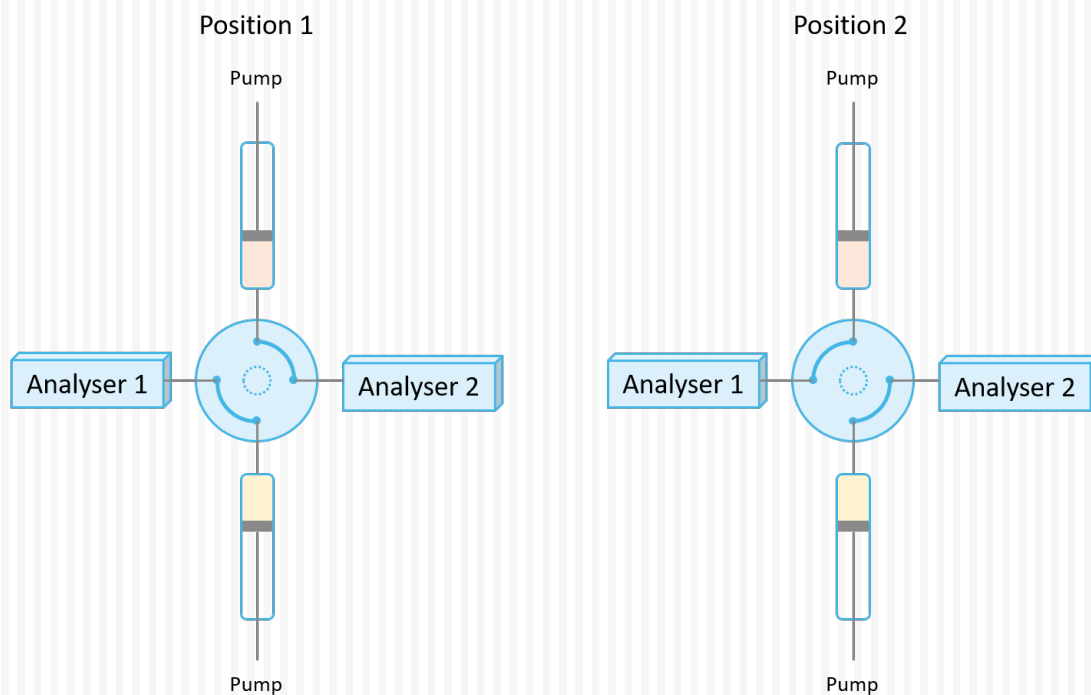 Position 1
Position 2
Pump
Pump
Analyser 1
Analyser 2
Analyser 1
Analyser 2
Pump
Pump